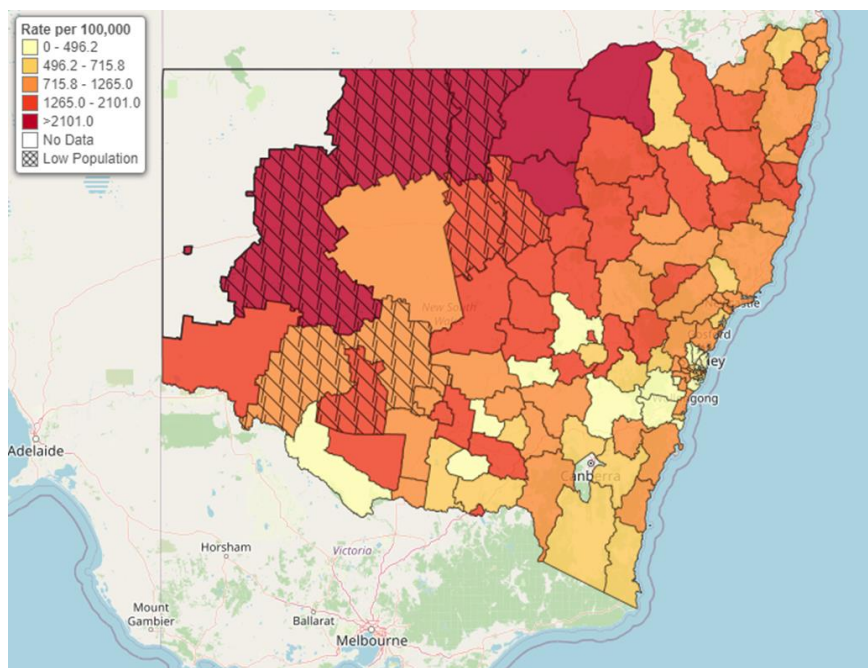 Rate per 100,000
0 - 496.2
496.2 - 715.8
715.8 - 1265.0
1265.0 - 2101.0
>2101.0
No Data
Low Population
New South
Adelaide
Canberra
Horsham
Victoria
Mount
Gambier
Ballarat
Melbourne